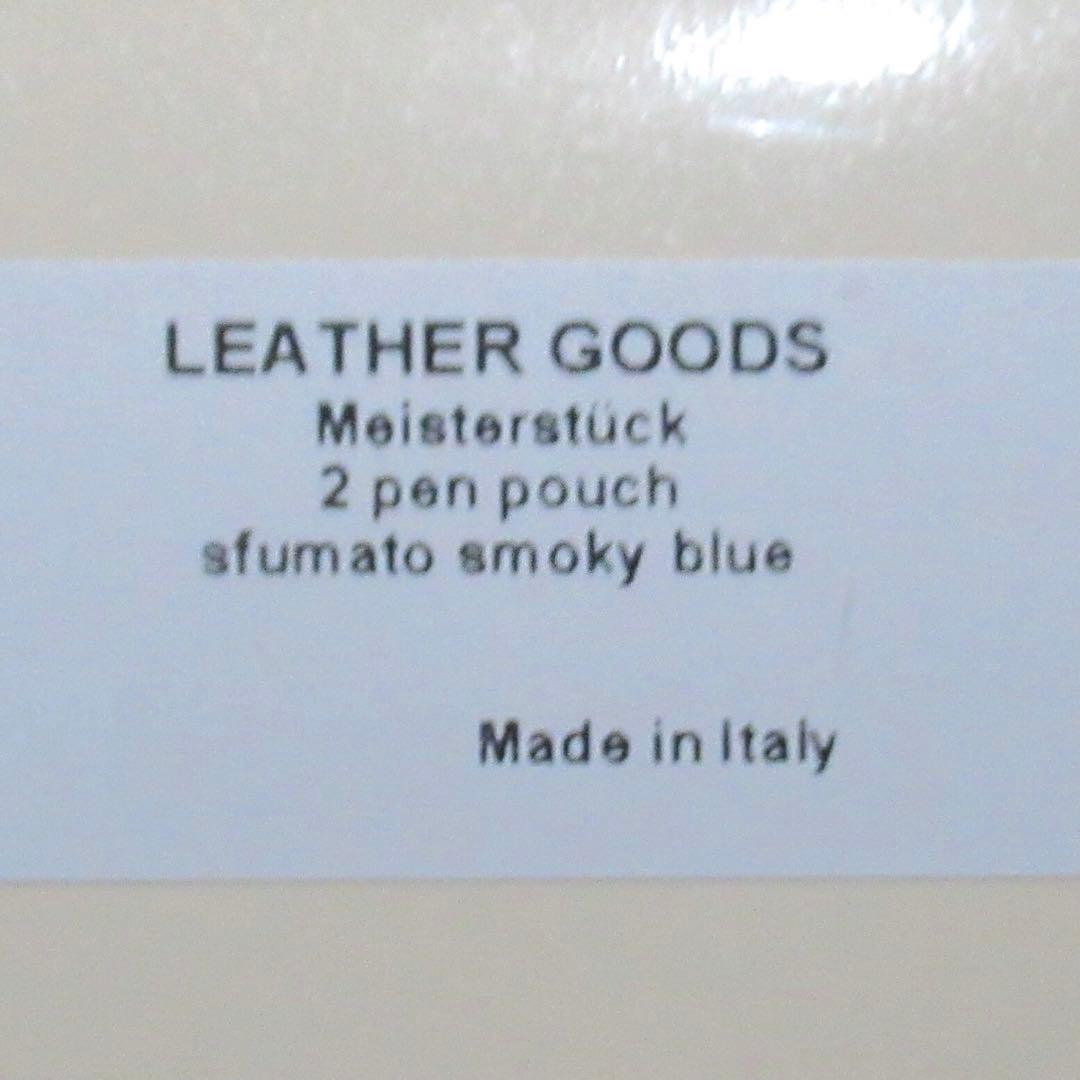 LEATHER GOODS
Meisterstück
2 pen pouch
sfumato smoky blue
Made in Italy